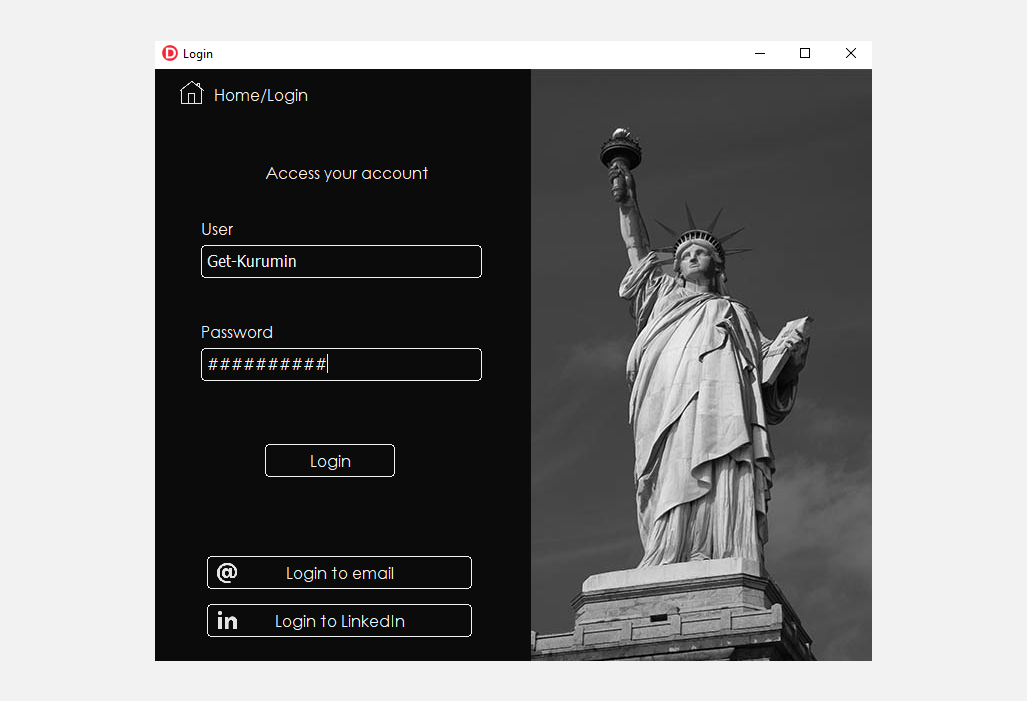 Login
Home/Login
Access your account
User
Get-Kurumin
Password
##########
Login
@ Login to email
in Login to LinkedIn